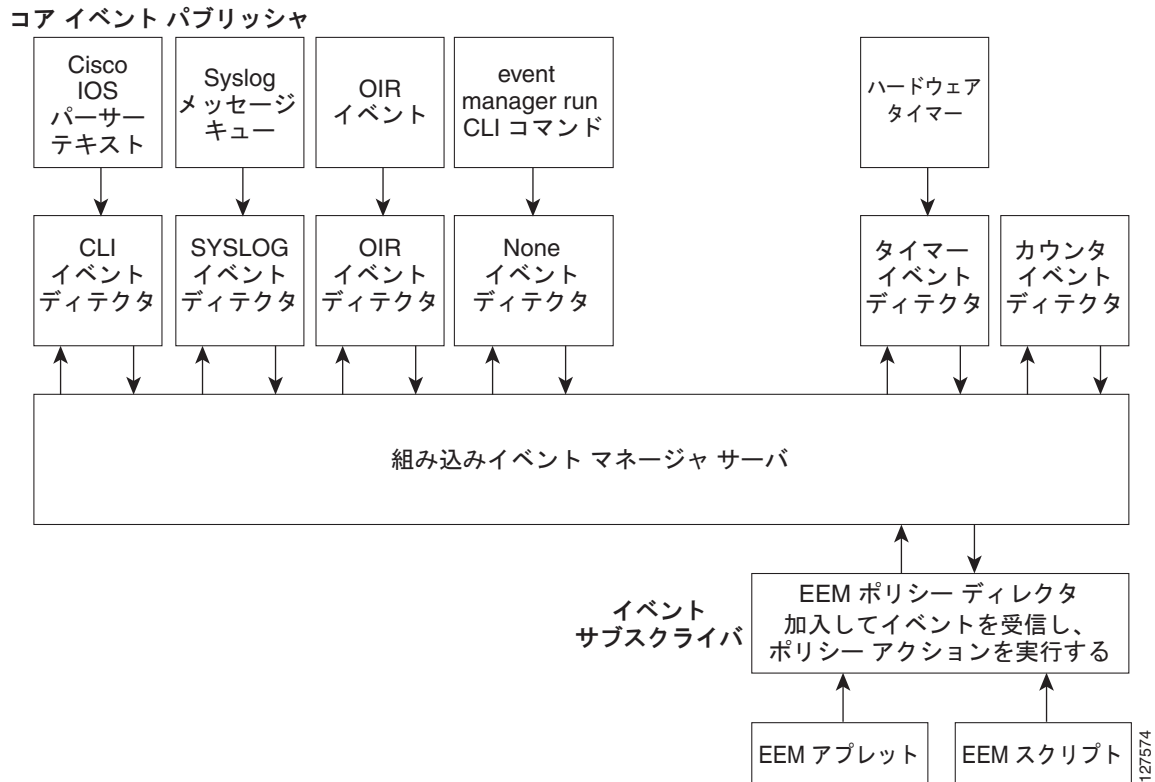 コア イベント パブリッシャ
Cisco
IOS
パーサー
テキスト
Syslog
メッセージ
キュー
OIR
イベント
event
manager run
CLI コマンド
ハードウェア
タイマー
CLI
イベント
ディテクタ
SYSLOG
イベント
ディテクタ
OIR
イベント
ディテクタ
None
イベント
ディテクタ
タイマー
イベント
ディテクタ
カウンタ
イベント
ディテクタ
組み込みイベント マネージャ サーバ
イベント
サブスクライバ
EEM ポリシー ディレクタ
加入してイベントを受信し、
ポリシー アクションを実行する
EEM アプレット
EEM スクリプト
127574